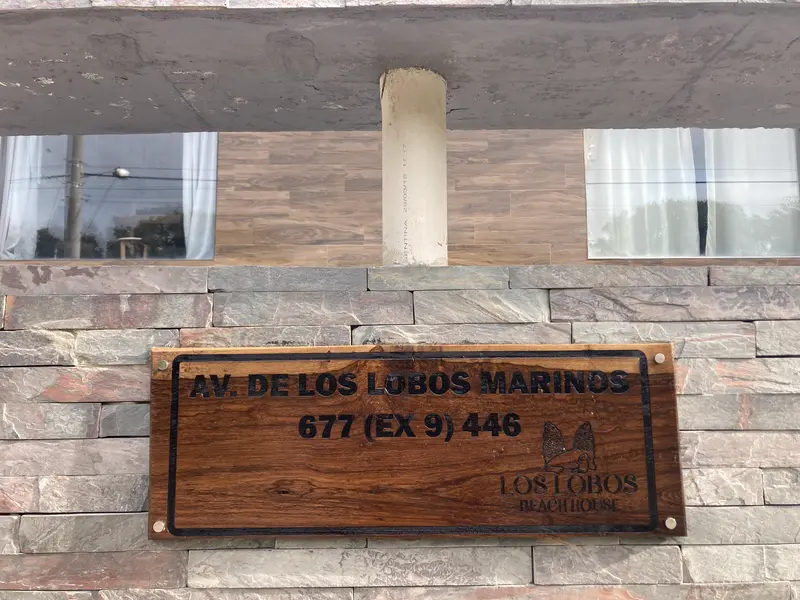 AV. DE LOS LOBOS MARINOS
677 (EX 9) 446
LOS LOBOS
BEACH HOUSE